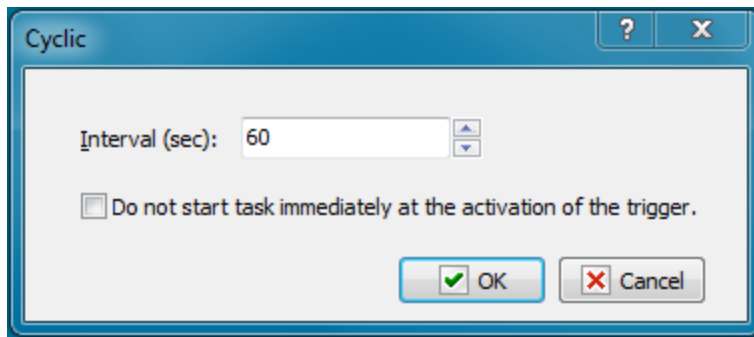 Cyclic
?
X
Interval (sec): 60
Do not start task immediately at the activation of the trigger.
OK
Cancel